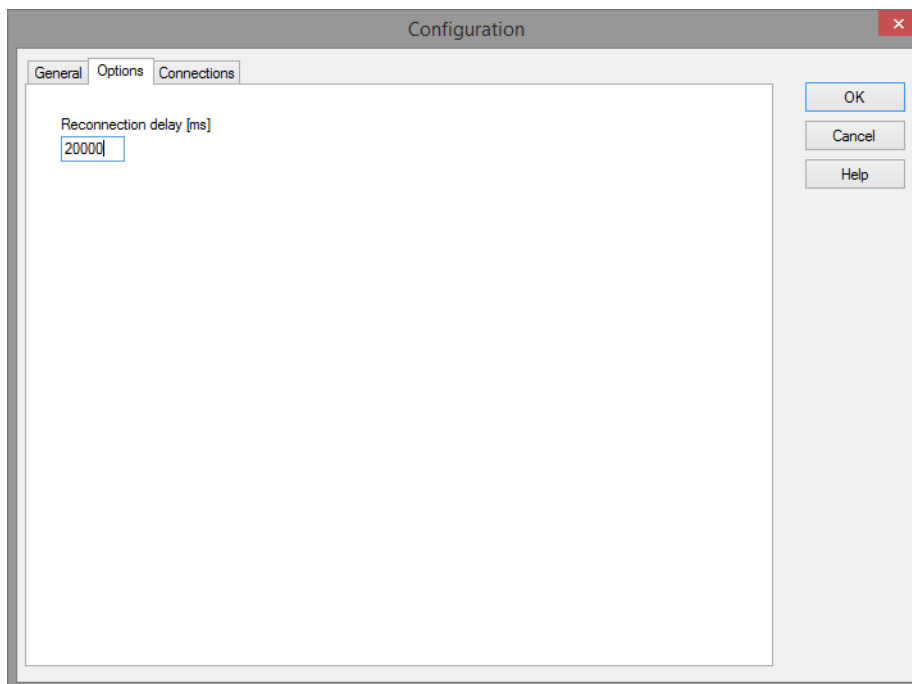 Configuration
General Options Connections
OK
Reconnection delay [ms]
20000
Cancel
Help